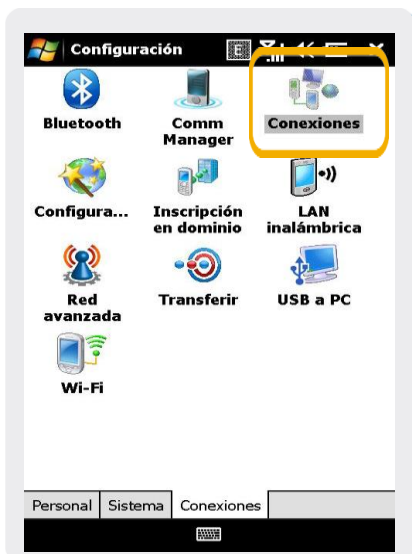 Configuración
Bluetooth
Comm
Manager
Conexiones
Configura...
Inscripción
en dominio
LAN
inalámbrica
Red
avanzada
Transferir
USB a PC
Wi-Fi
Personal Sistema Conexiones